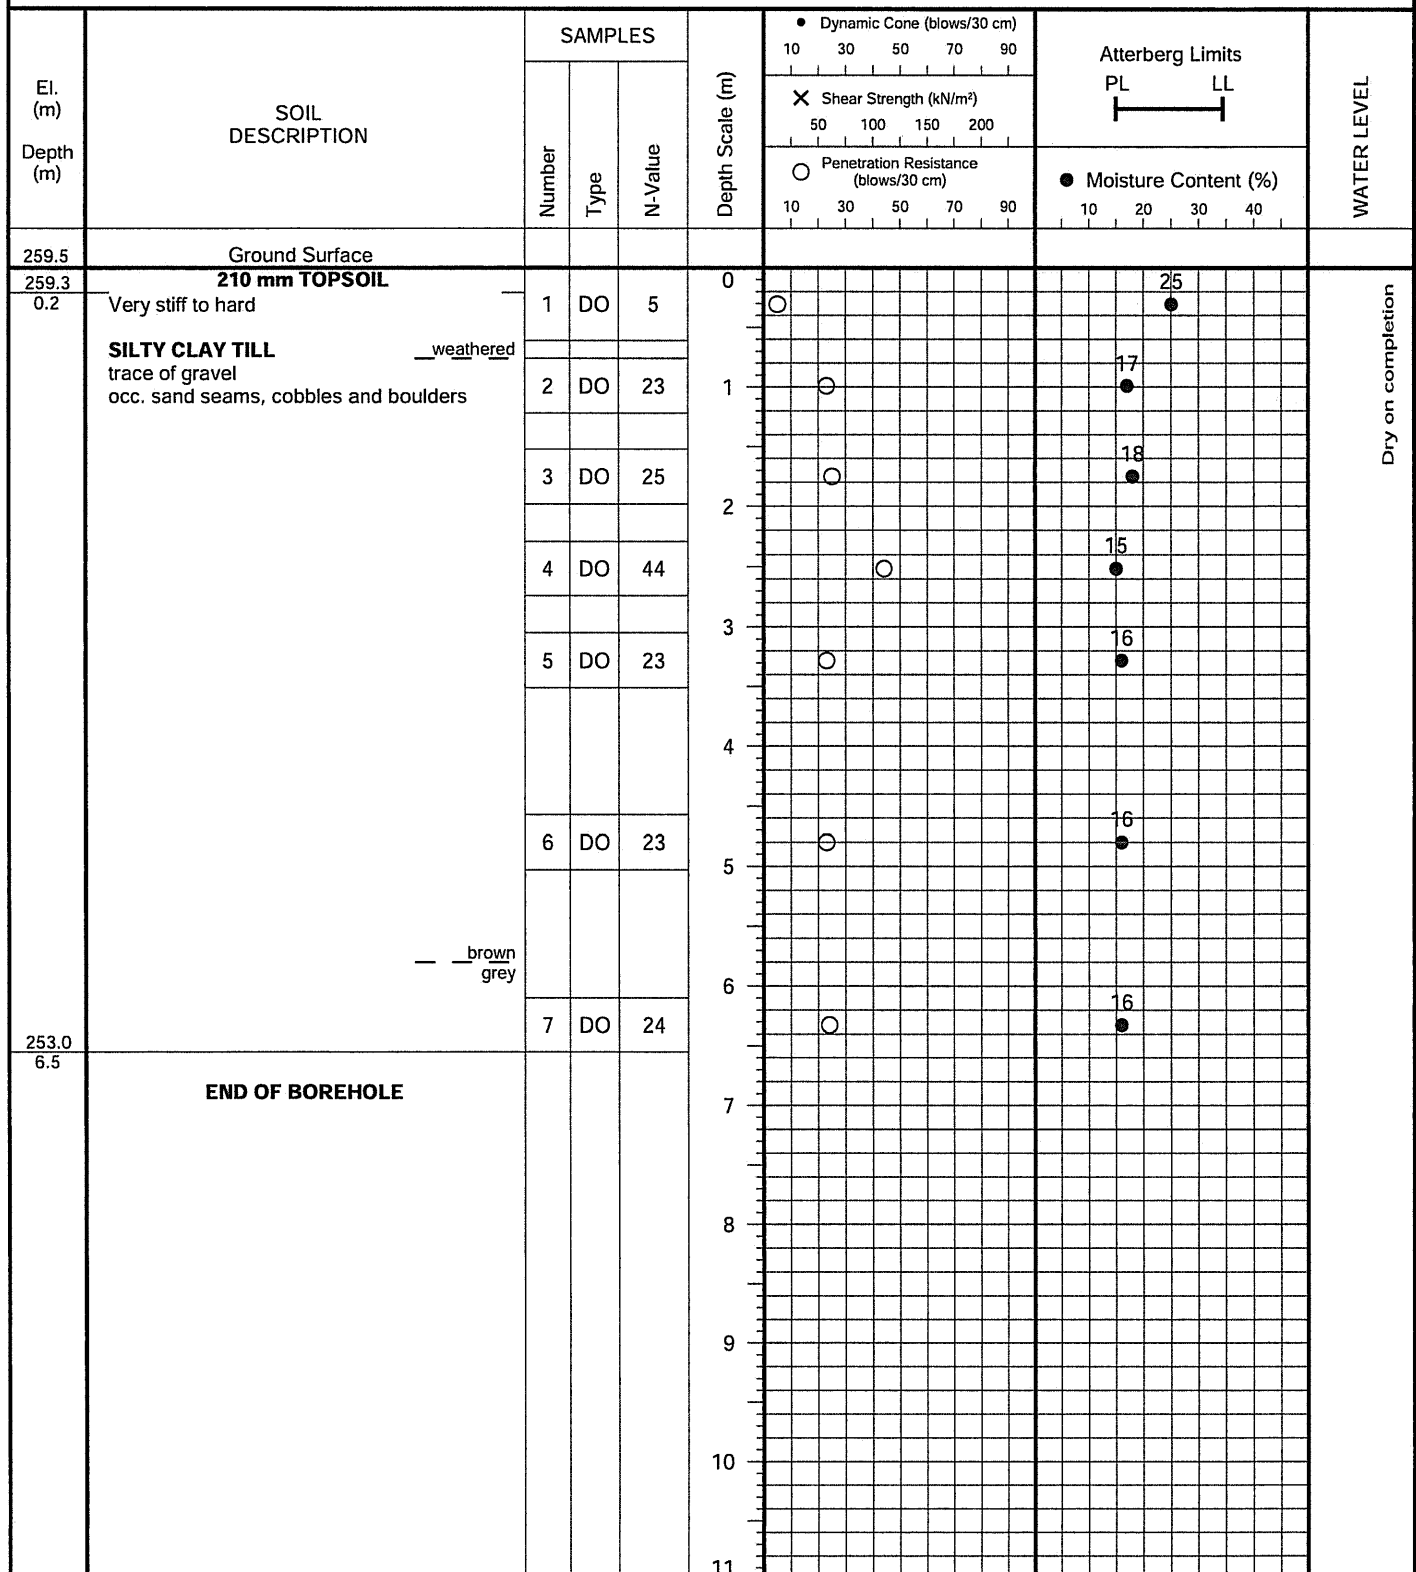 El.
(m)
Depth
(m)
SOIL
DESCRIPTION
SAMPLES
Number
Type
N-Value
Depth Scale (m)
Dynamic Cone (blows/30 cm)
10 30 50 70 90
Shear Strength (kN/m²)
50 100 150 200
Penetration Resistance
(blows/30 cm)
10 30 50 70 90
Atterberg Limits
PL LL
Moisture Content (%)
10 20 30 40
WATER LEVEL
259.5 Ground Surface
259.3 210 mm TOPSOIL 0
0.2 Very stiff to hard 1 DO 5 25
SILTY CLAY TILL weathered
trace of gravel 17
occ. sand seams, cobbles and boulders 2 DO 23 1
Dry on completion
18
3 DO 25
2
15
4 DO 44
3
16
5 DO 23
4
16
6 DO 23
5
brown
grey
6
16
7 DO 24
253.0
6.5
END OF BOREHOLE
7
8
9
10
11